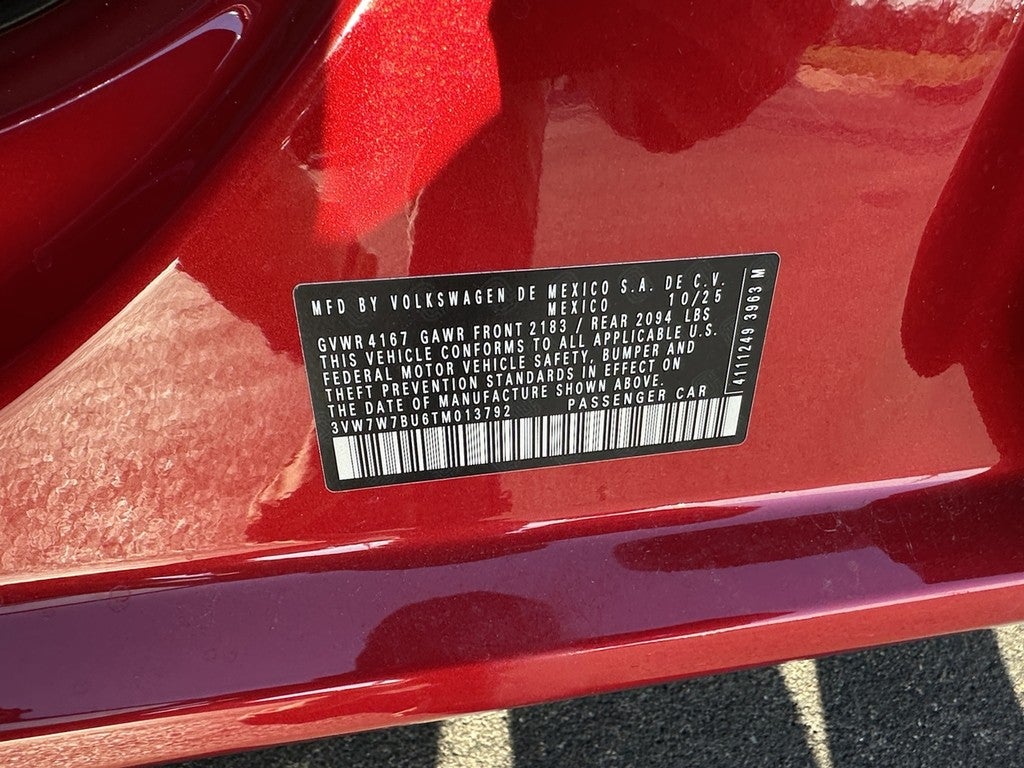 MFD BY VOLKSWAGEN DE MEXICO S.A. DE C.V.
MEXICO 10/25
GVWR 4167 GAWR FRONT 2183 / REAR 2094 LBS
THIS VEHICLE CONFORMS TO ALL APPLICABLE U.S.
FEDERAL MOTOR VEHICLE SAFETY, BUMPER AND
THEFT PREVENTION STANDARDS IN EFFECT ON
THE DATE OF MANUFACTURE SHOWN ABOVE.
3VW7W7BU6TM013792 PASSENGER CAR
4111249 3963 M